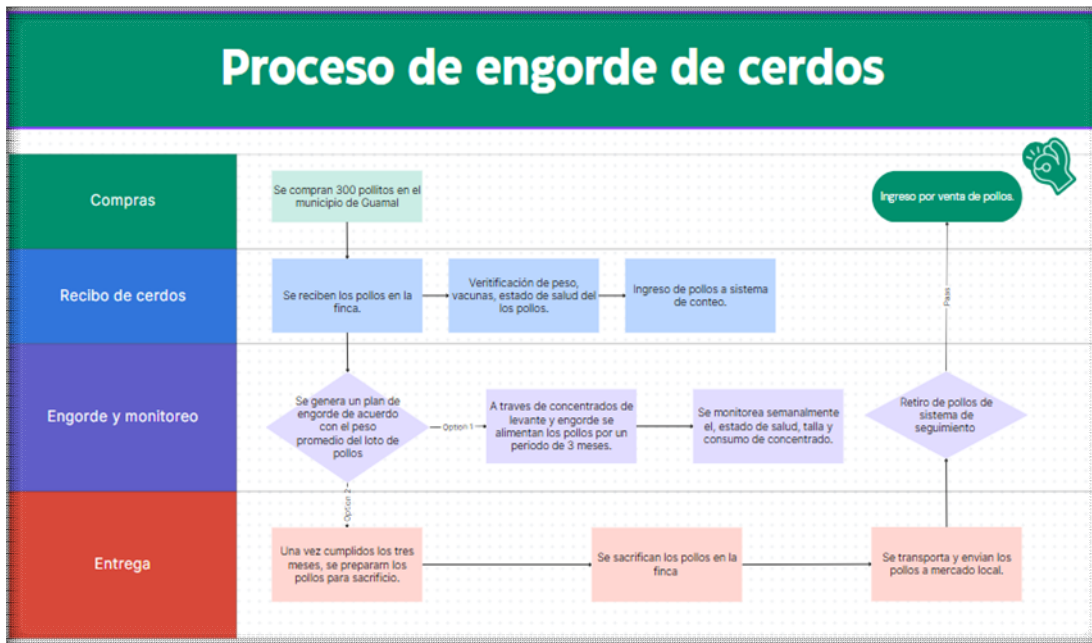 Proceso de engorde de cerdos
Compras
Se compran 300 pollitos en el
municipio de Guamal
Ingreso por venta de pollos.
Recibo de cerdos
Se reciben los pollos en la
finca.
Veritificación de peso,
vacunas, estado de salud del
los pollos.
Ingreso de pollos a sistema
de conteo.
Paso
Engorde y monitoreo
Se genera un plan de
engorde de acuerdo
con el peso
promedio del loto de
pollos
Option 1
A traves de concentrados de
levante y engorde se
alimentan los pollos por un
periodo de 3 meses.
Se monitorea semanalmente
el, estado de salud, talla y
consumo de concentrado.
Retiro de pollos de
sistema de
seguimiento
Option 2
Entrega
Una vez cumplidos los tres
meses, se preparam los
pollos para sacrificio.
Se sacrifican los pollos en la
finca
Se transporta y envian los
pollos a mercado local.